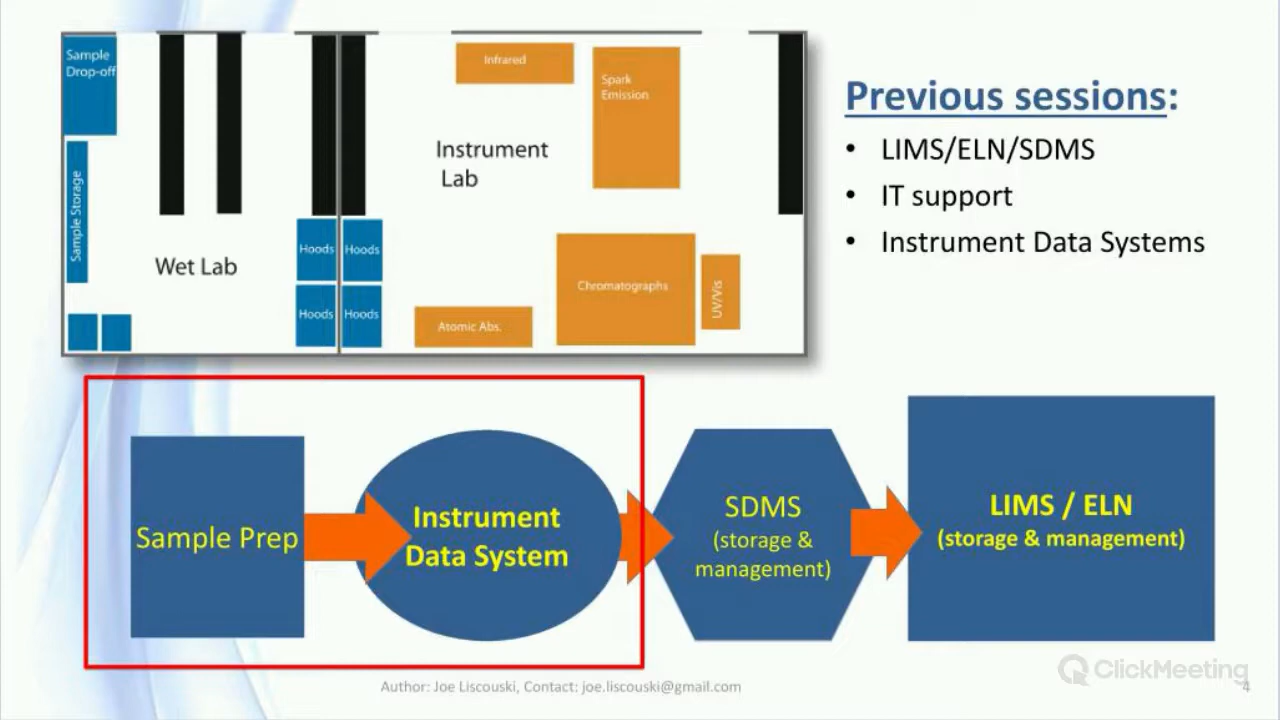 Sample
Drop-off
Sample Storage
Wet Lab
Hoods
Hoods
Hoods
Hoods
Infrared
Spark
Emission
Instrument
Lab
Chromatographs
UV/Vis
Atomic Abs.
Previous sessions:
• LIMS/ELN/SDMS
• IT support
• Instrument Data Systems
Sample Prep
Instrument
Data System
SDMS
(storage &
management)
LIMS / ELN
(storage & management)
ClickMeeting
Author: Joe Liscouski, Contact: joe.liscouski@gmail.com
4